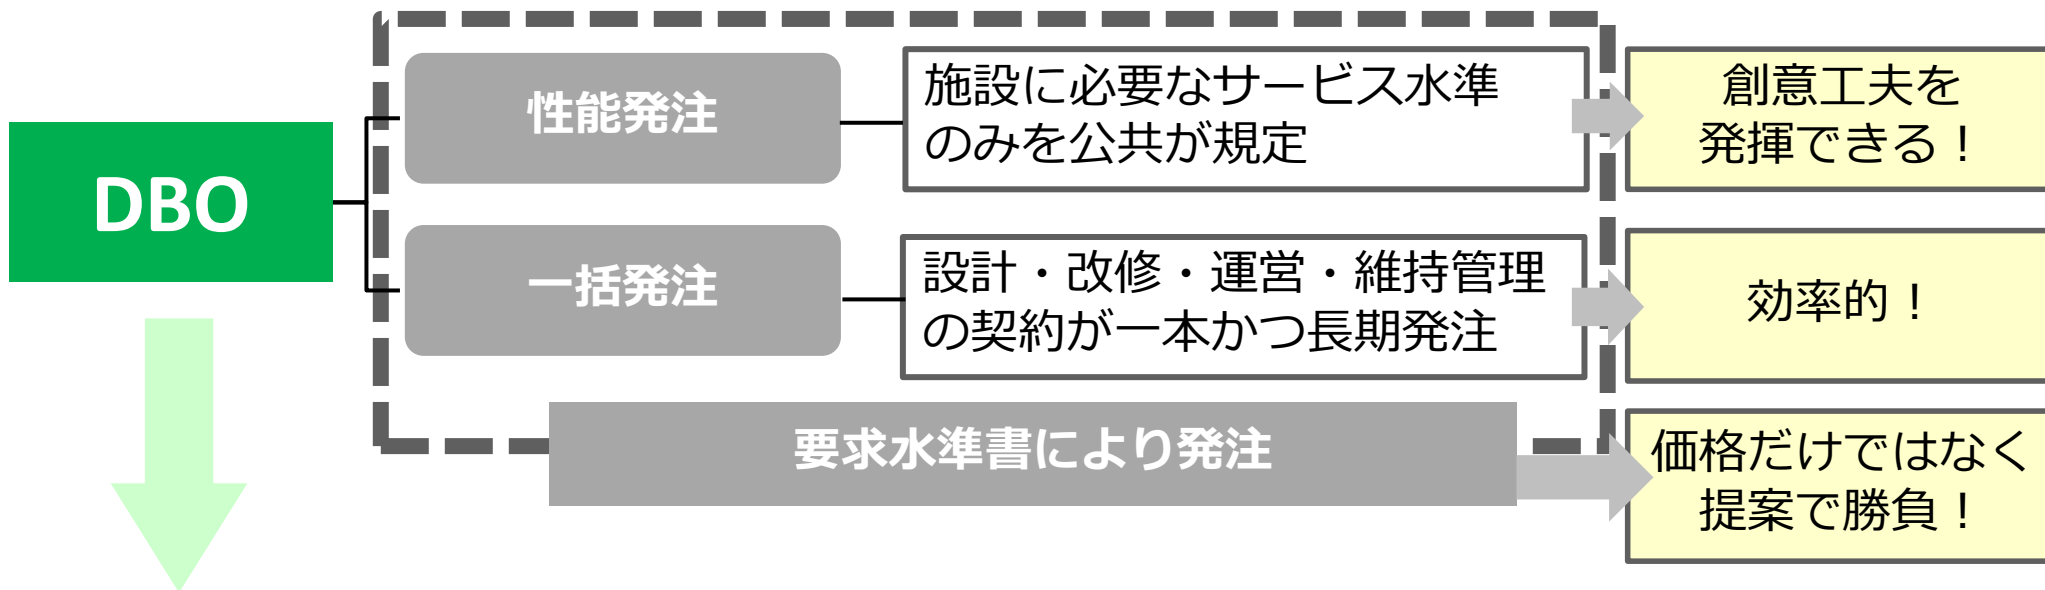 DBO
性能発注
施設に必要なサービス水準
のみを公共が規定
創意工夫を
発揮できる！
一括発注
設計・改修・運営・維持管理
の契約が一本かつ長期発注
効率的！
要求水準書により発注
価格だけではなく
提案で勝負！